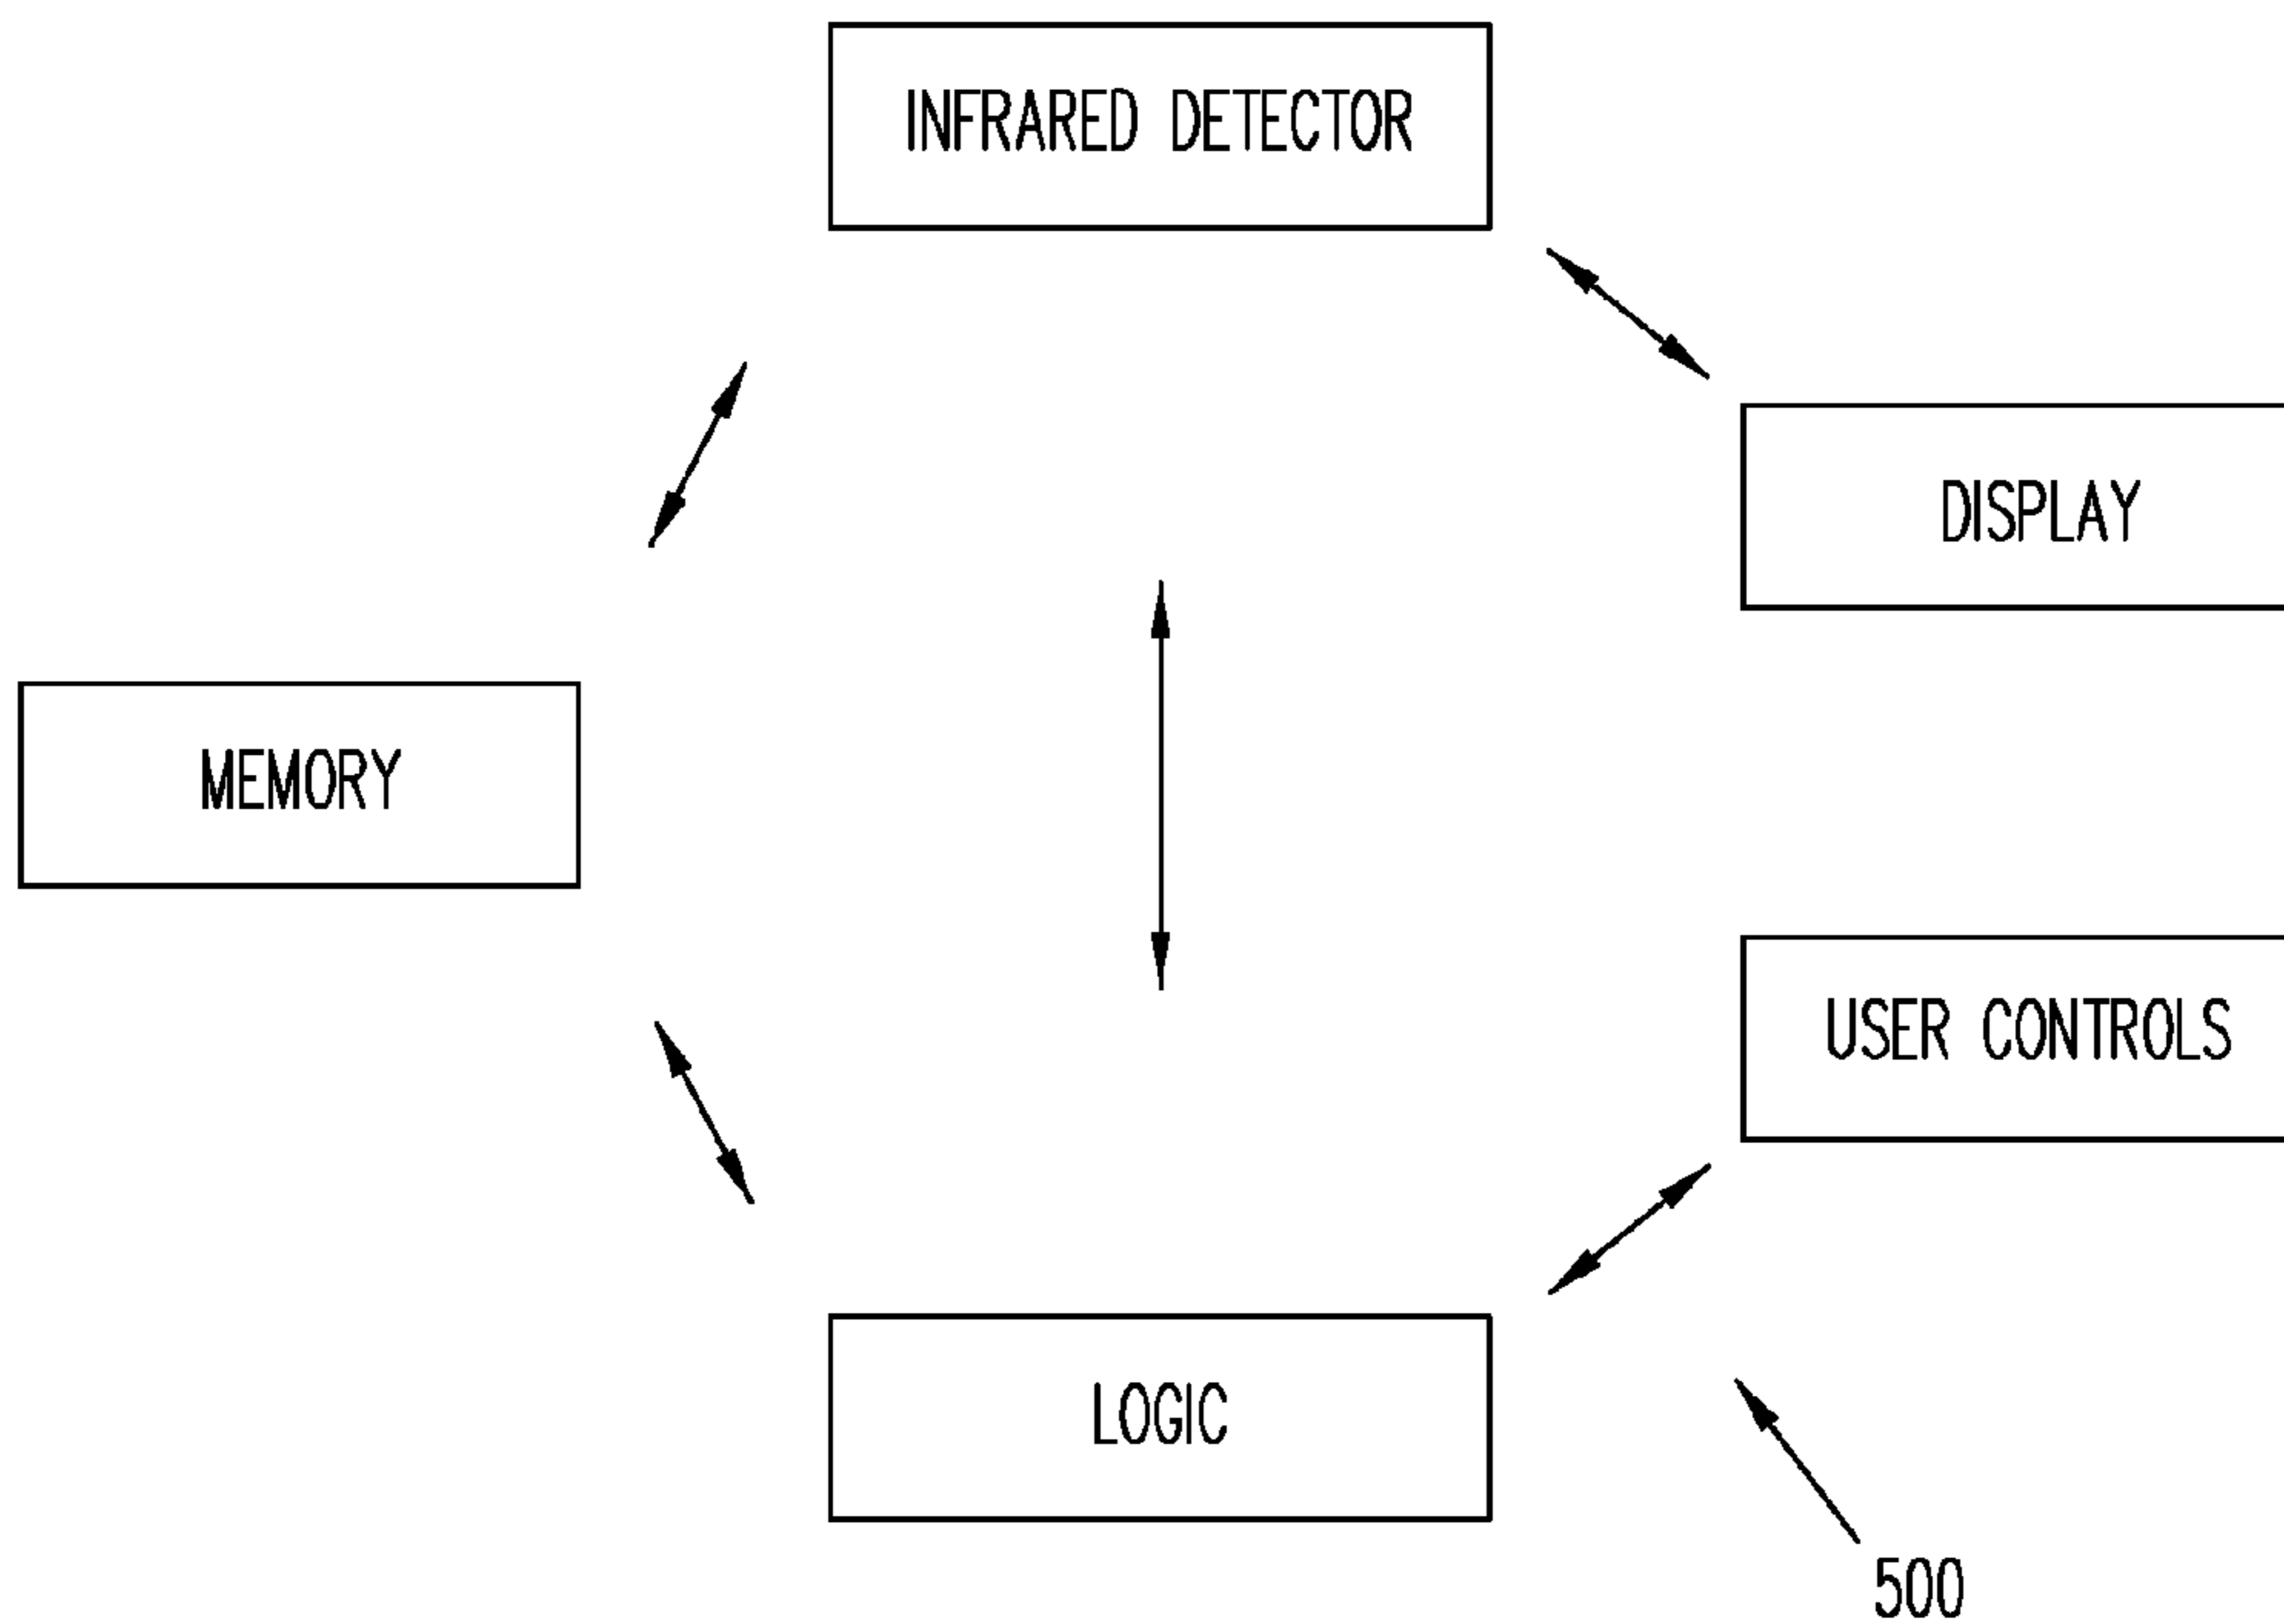 INFRARED DETECTOR
DISPLAY
MEMORY
USER CONTROLS
LOGIC
500